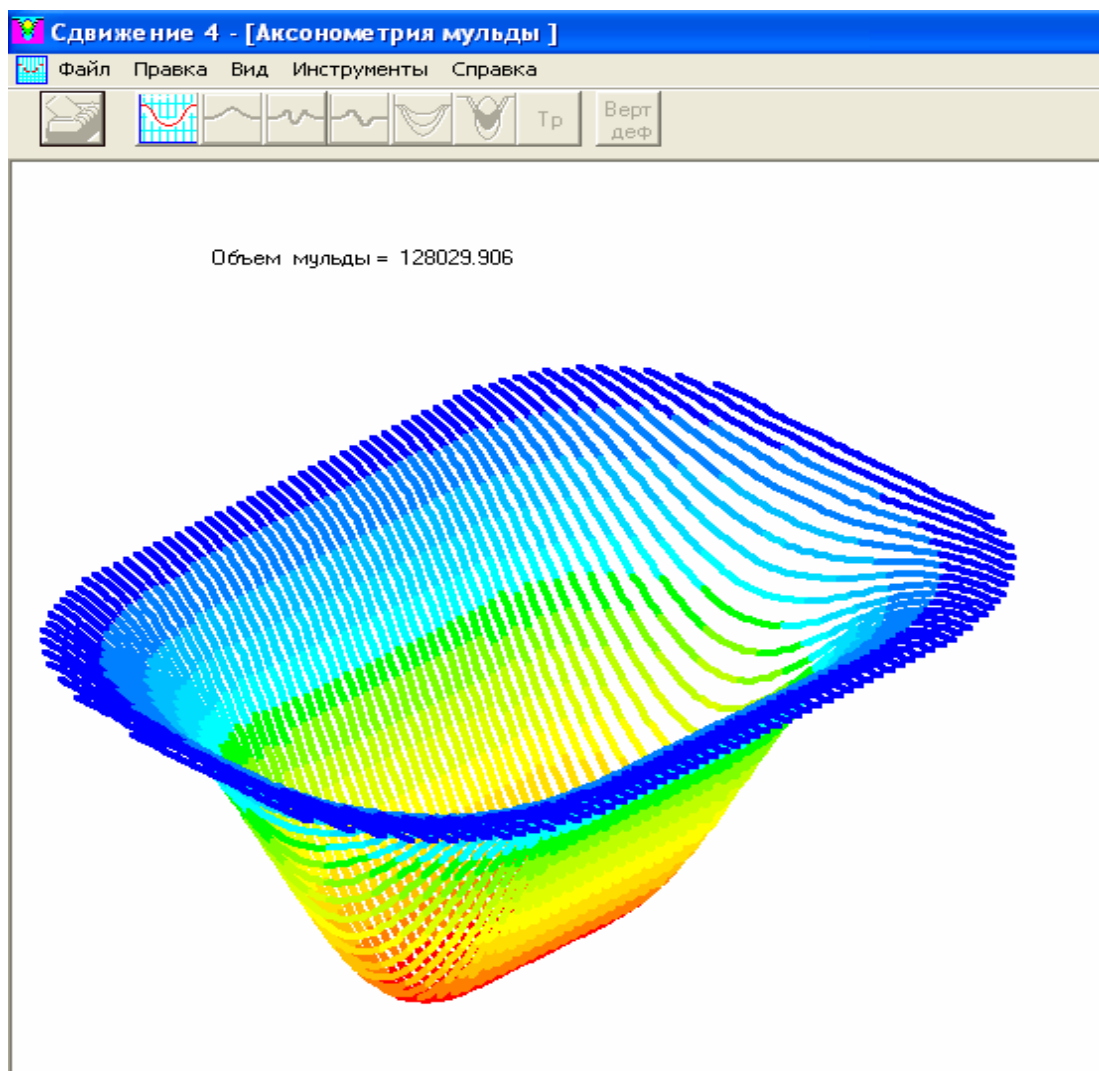 Сдвижение 4 - [Аксонометрия мульды ]
Файл Правка Вид Инструменты Справка
Тр
Верт
деф
Объем мульды = 128029.906